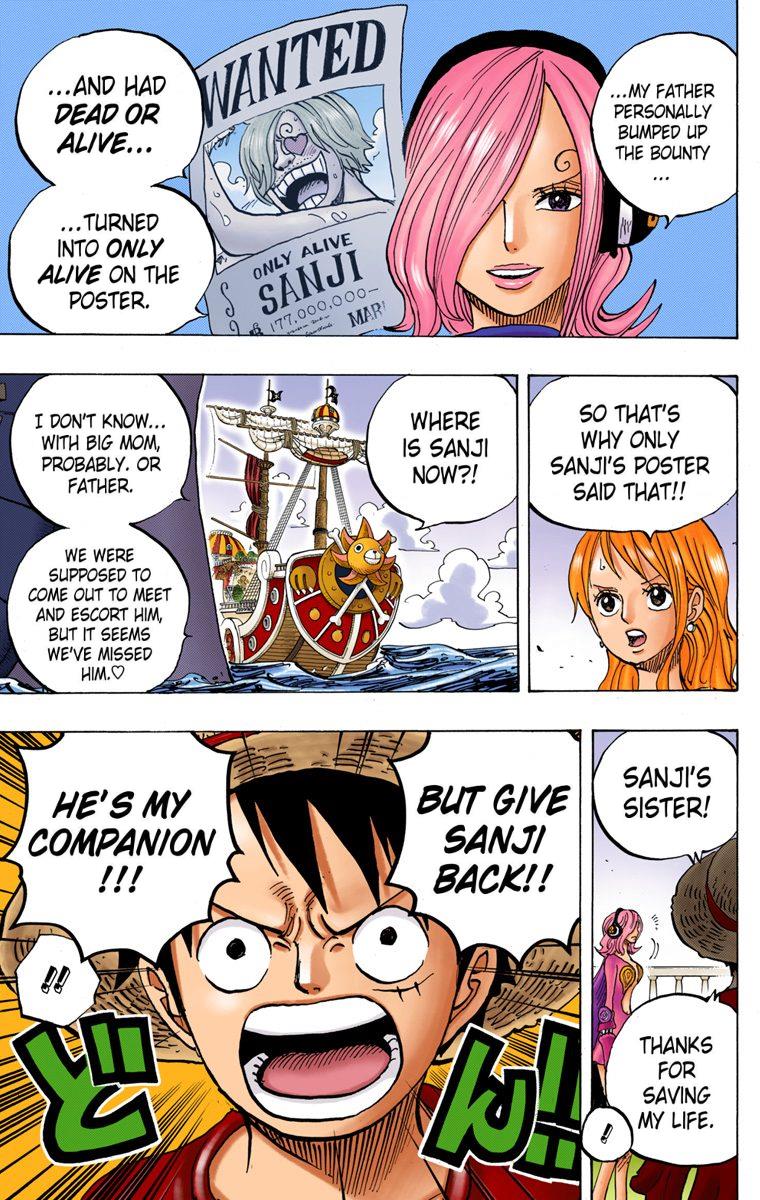 ...MY FATHER
PERSONALLY
BUMPED UP
THE BOUNTY
...
WANTED
ONLY ALIVE
SANJI
177,000,000–
...AND HAD
DEAD OR
ALIVE...
...TURNED
INTO ONLY
ALIVE ON THE
POSTER.
SO THAT'S
WHY ONLY
SANJI'S POSTER
SAID THAT!!
WHERE
IS SANJI
NOW?!
I DON'T KNOW...
WITH BIG MOM,
PROBABLY. OR
FATHER.
WE WERE
SUPPOSED TO
COME OUT TO MEET
AND ESCORT HIM,
BUT IT SEEMS
WE'VE MISSED
HIM.♡
SANJI'S
SISTER!
THANKS
FOR
SAVING
MY LIFE.
!
BUT GIVE
SANJI
BACK!!
HE'S MY
COMPANION
!!!
!!
どん!!